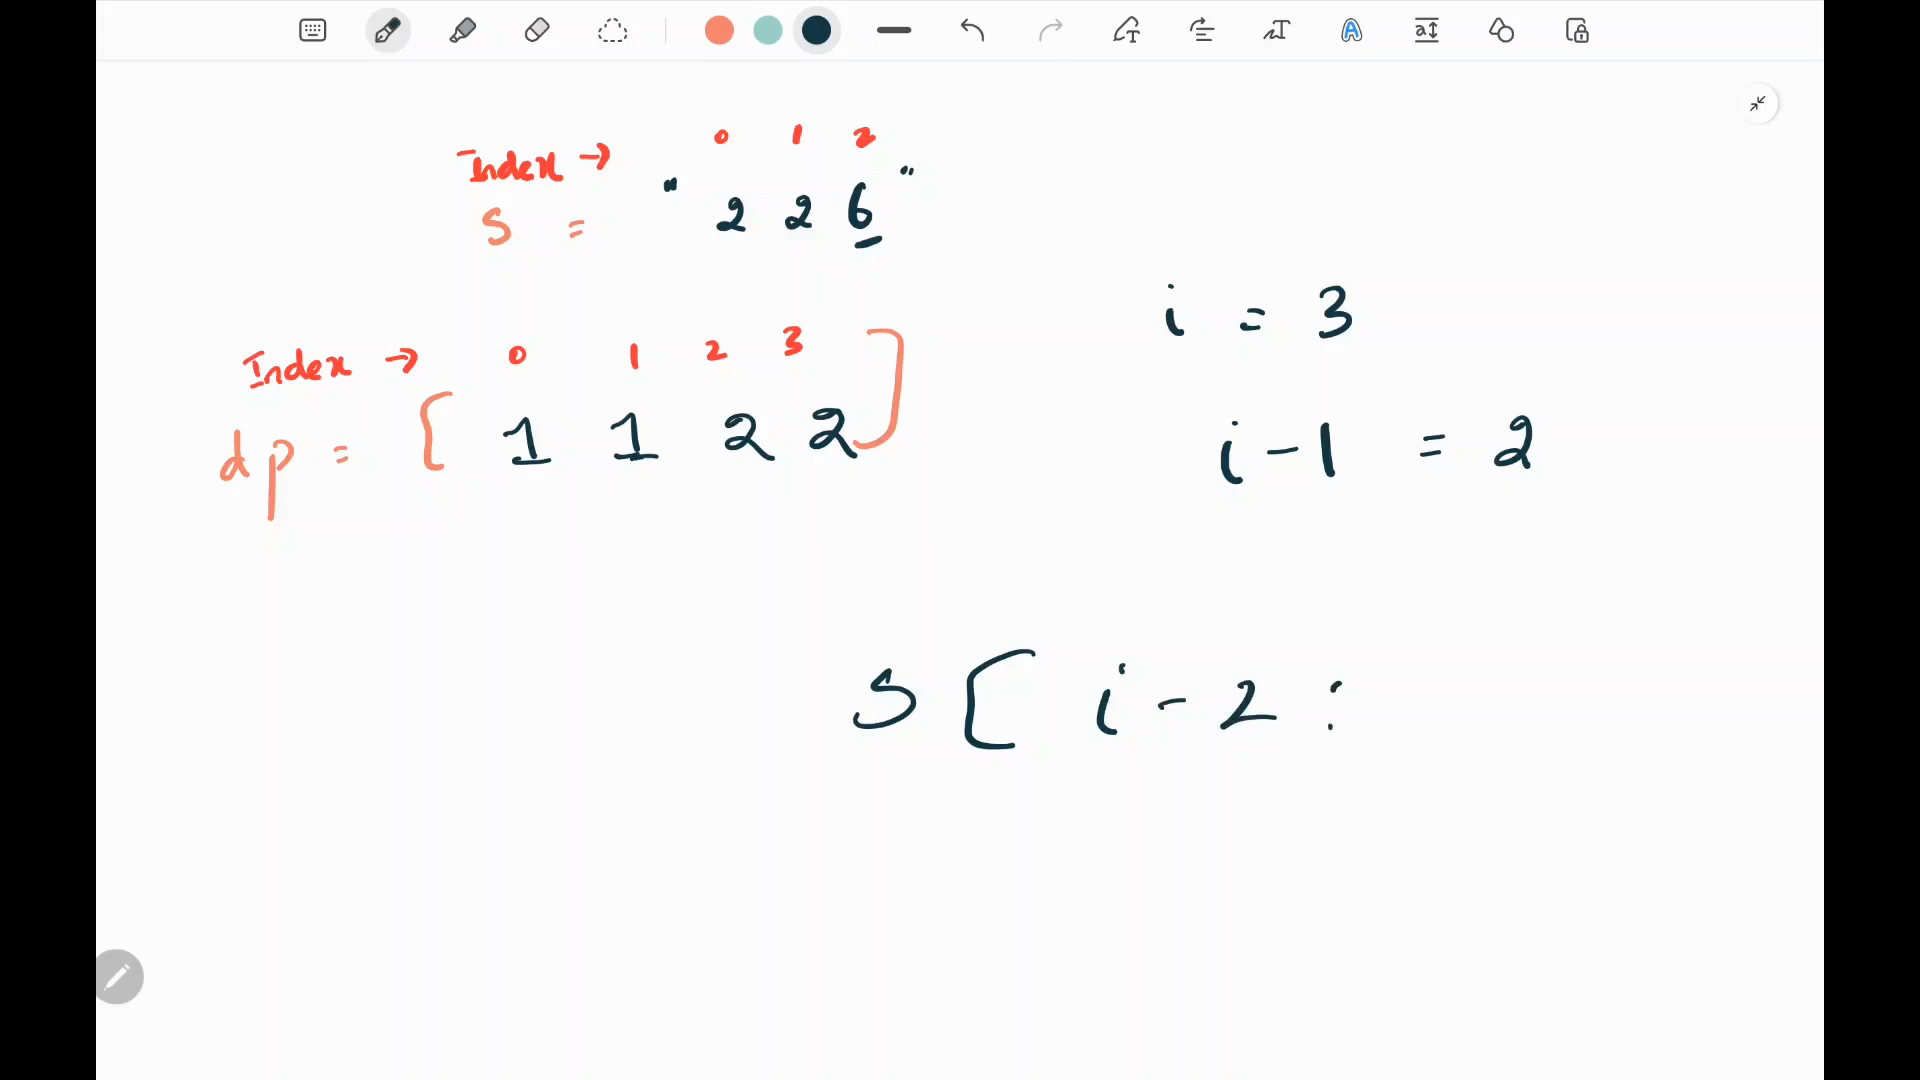 0 1 2
Index →
S = " 2 2 6 "
i = 3
Index → 0 1 2 3
dp = [ 1 1 2 2 ]
i - 1 = 2
S [ i - 2 :